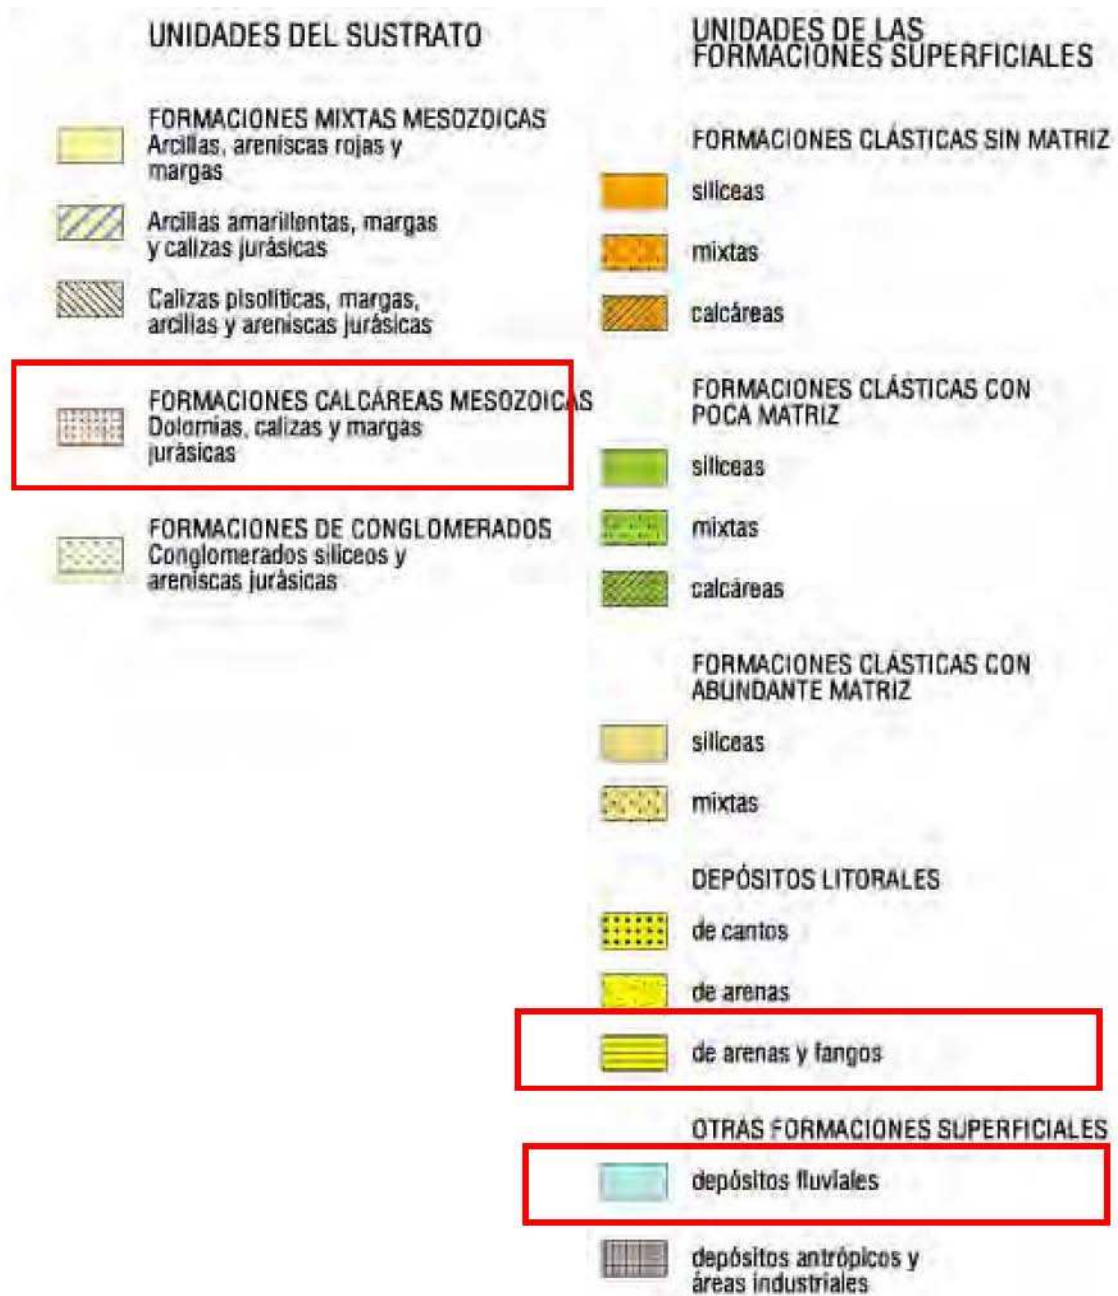 UNIDADES DEL SUSTRATO
FORMACIONES MIXTAS MESOZOICAS
Arcillas, areniscas rojas y
margas
Arcillas amarillentas, margas
y calizas jurásicas
Calizas pisolíticas, margas,
arcillas y areniscas jurásicas
FORMACIONES CALCÁREAS MESOZOICAS
Dolomías, calizas y margas
jurásicas
FORMACIONES DE CONGLOMERADOS
Conglomerados silíceos y
areniscas jurásicas
UNIDADES DE LAS
FORMACIONES SUPERFICIALES
FORMACIONES CLÁSTICAS SIN MATRIZ
silíceas
mixtas
calcáreas
FORMACIONES CLÁSTICAS CON
POCA MATRIZ
silíceas
mixtas
calcáreas
FORMACIONES CLÁSTICAS CON
ABUNDANTE MATRIZ
silíceas
mixtas
DEPÓSITOS LITORALES
de cantos
de arenas
de arenas y fangos
OTRAS FORMACIONES SUPERFICIALES
depósitos fluviales
depósitos antrópicos y
áreas industriales